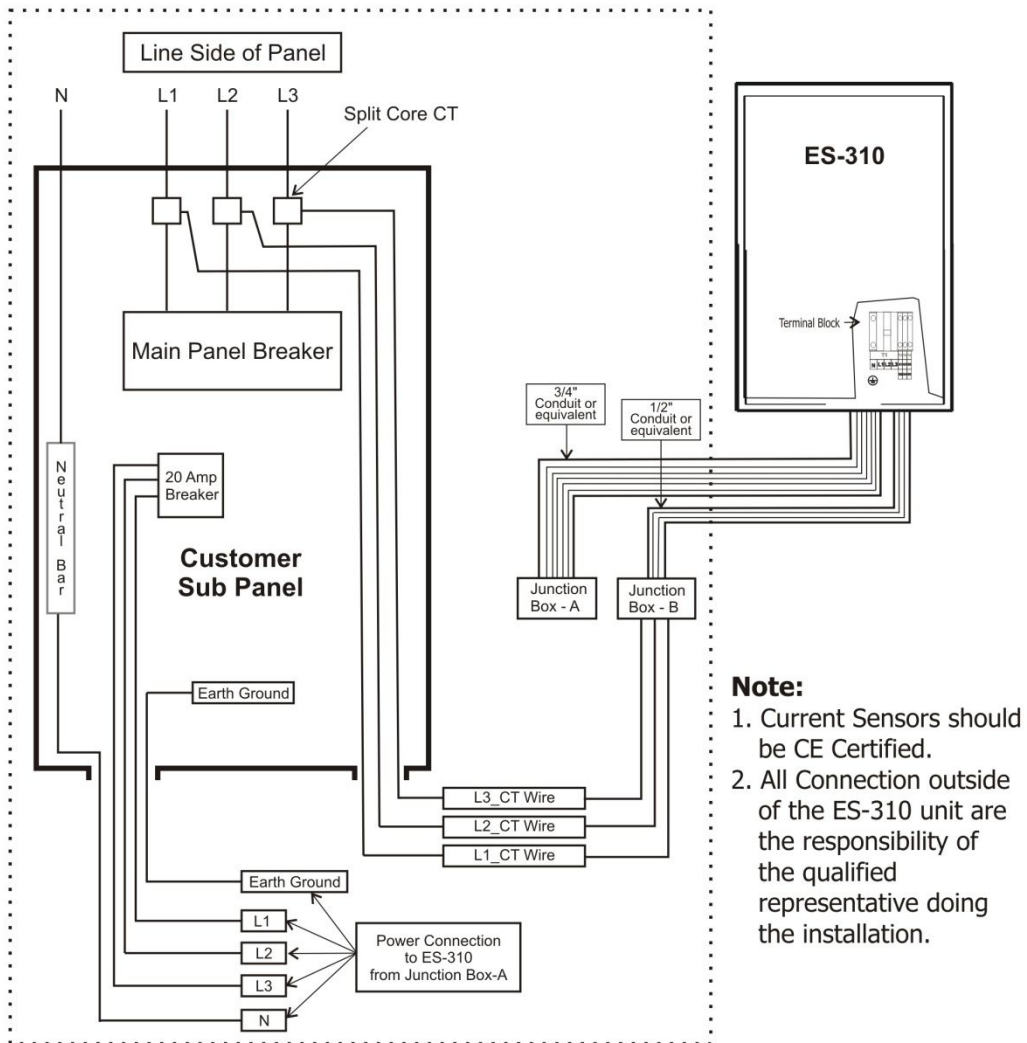 Line Side of Panel
N
L1
L2
L3
Split Core CT
ES-310
Main Panel Breaker
Terminal Block
3/4"
Conduit or
equivalent
1/2"
Conduit or
equivalent
Neutral Bar
20 Amp
Breaker
Customer
Sub Panel
Junction
Box - A
Junction
Box - B
Earth Ground
Note:
1. Current Sensors should
be CE Certified.
2. All Connection outside
of the ES-310 unit are
the responsibility of
the qualified
representative doing
the installation.
L3_CT Wire
L2_CT Wire
L1_CT Wire
Earth Ground
L1
L2
L3
N
Power Connection
to ES-310
from Junction Box-A